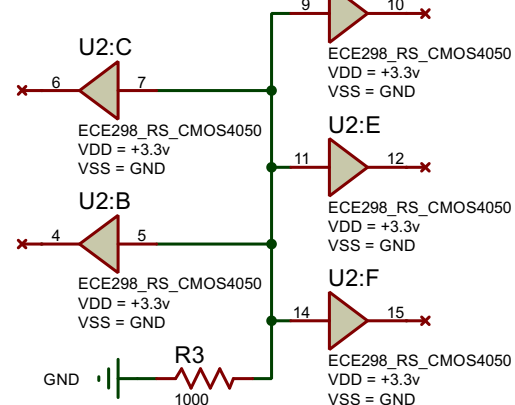 9
10
ECE298_RS_CMOS4050
VDD = +3.3v
VSS = GND
U2:C
6
7
ECE298_RS_CMOS4050
VDD = +3.3v
VSS = GND
U2:E
11
12
ECE298_RS_CMOS4050
VDD = +3.3v
VSS = GND
U2:B
4
5
ECE298_RS_CMOS4050
VDD = +3.3v
VSS = GND
U2:F
14
15
ECE298_RS_CMOS4050
VDD = +3.3v
VSS = GND
R3
GND
1000